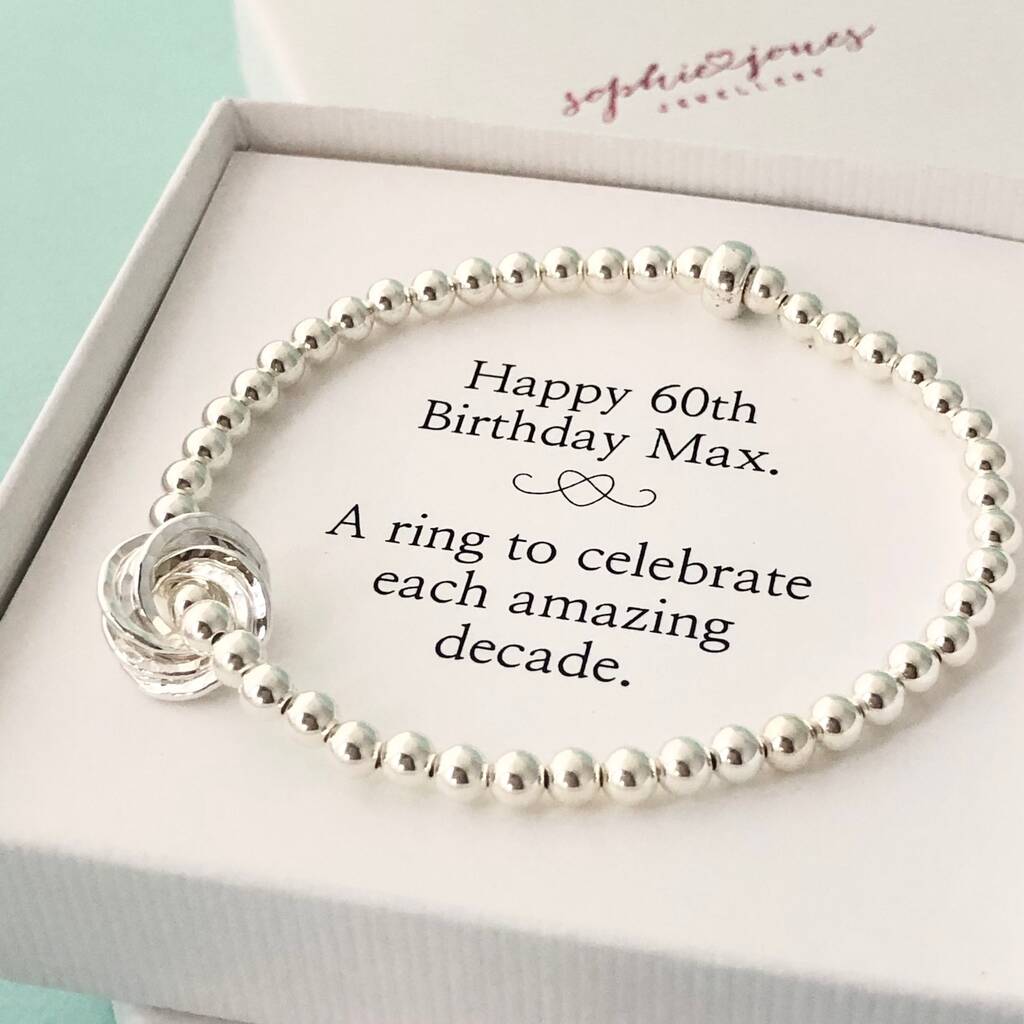 sophie jones
JEWELLERY
Happy 60th
Birthday Max.
A ring to celebrate
each amazing
decade.